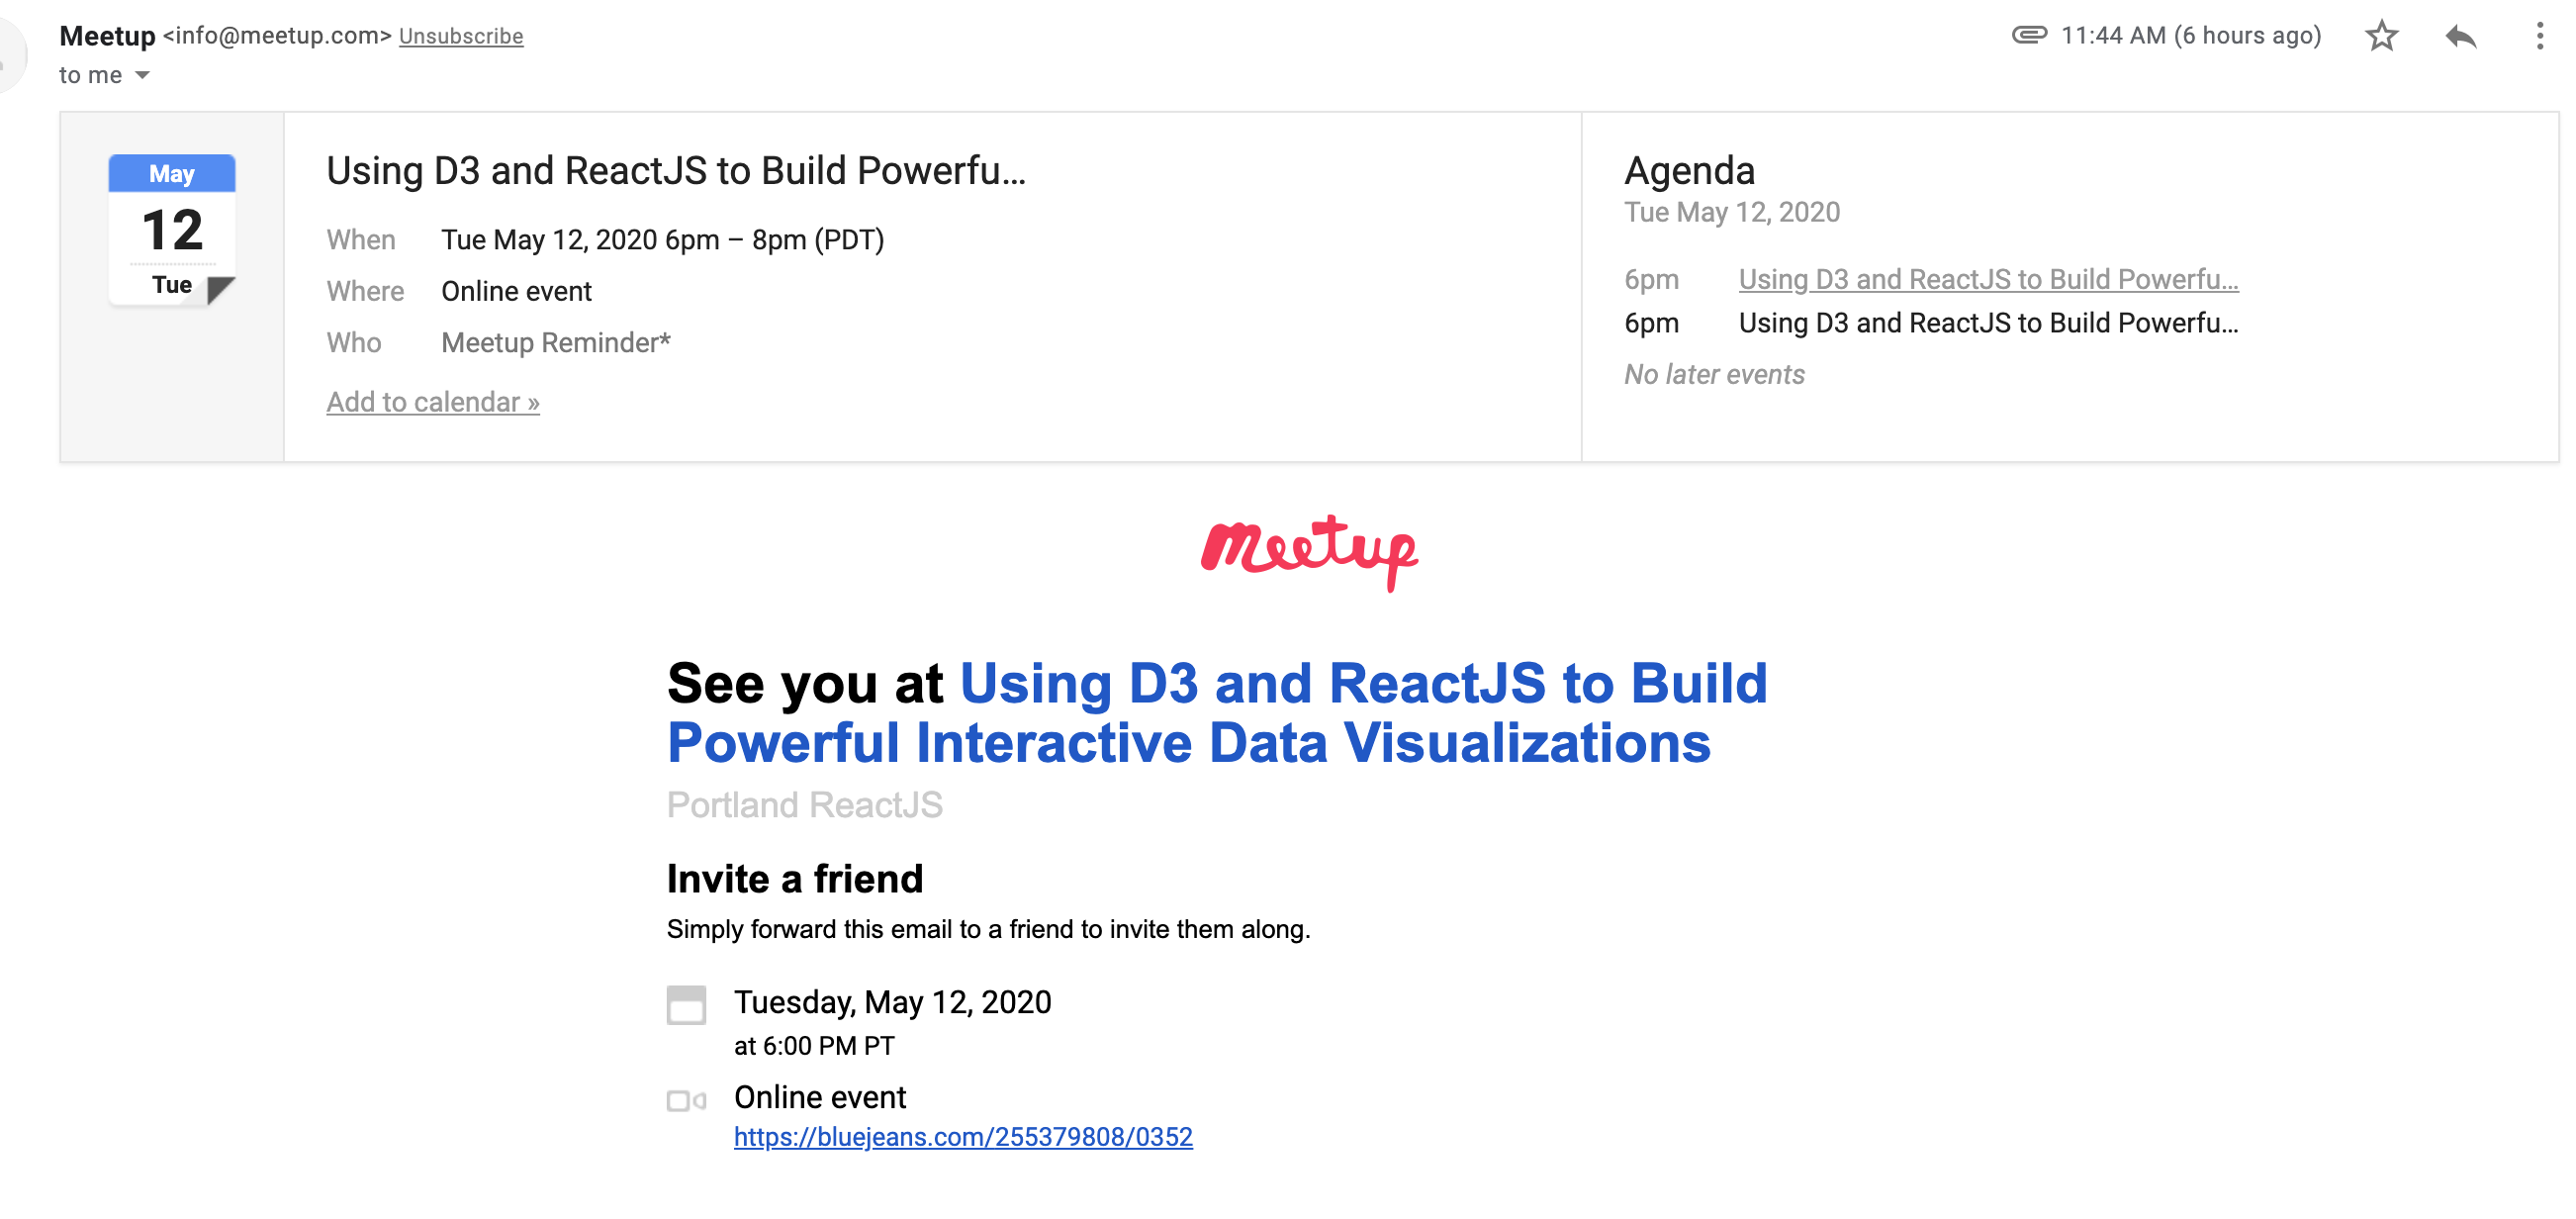 Meetup <info@meetup.com> Unsubscribe
11:44 AM (6 hours ago)
to me
May
12
Tue
Using D3 and ReactJS to Build Powerfu...
When Tue May 12, 2020 6pm – 8pm (PDT)
Where Online event
Who Meetup Reminder*
Add to calendar »
Agenda
Tue May 12, 2020
6pm Using D3 and ReactJS to Build Powerfu...
6pm Using D3 and ReactJS to Build Powerfu...
No later events
meetup
See you at Using D3 and ReactJS to Build
Powerful Interactive Data Visualizations
Portland ReactJS
Invite a friend
Simply forward this email to a friend to invite them along.
Tuesday, May 12, 2020
at 6:00 PM PT
Online event
https://bluejeans.com/255379808/0352